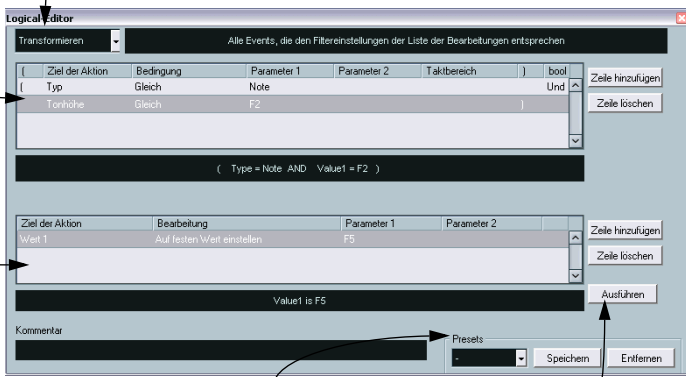 Logical Editor
Transformieren
Alle Events, die den Filtereinstellungen der Liste der Bearbeitungen entsprechen
( Ziel der Aktion Bedingung Parameter 1 Parameter 2 Taktbereich ) bool
( Typ Gleich Note Und
Tonhöhe Gleich F2 )
Zeile hinzufügen
Zeile löschen
( Type = Note AND Value1 = F2 )
Ziel der Aktion Bearbeitung Parameter 1 Parameter 2
Wert 1 Auf festen Wert einstellen F5
Zeile hinzufügen
Zeile löschen
Value1 is F5
Ausführen
Kommentar
Presets
-
Speichern
Entfernen